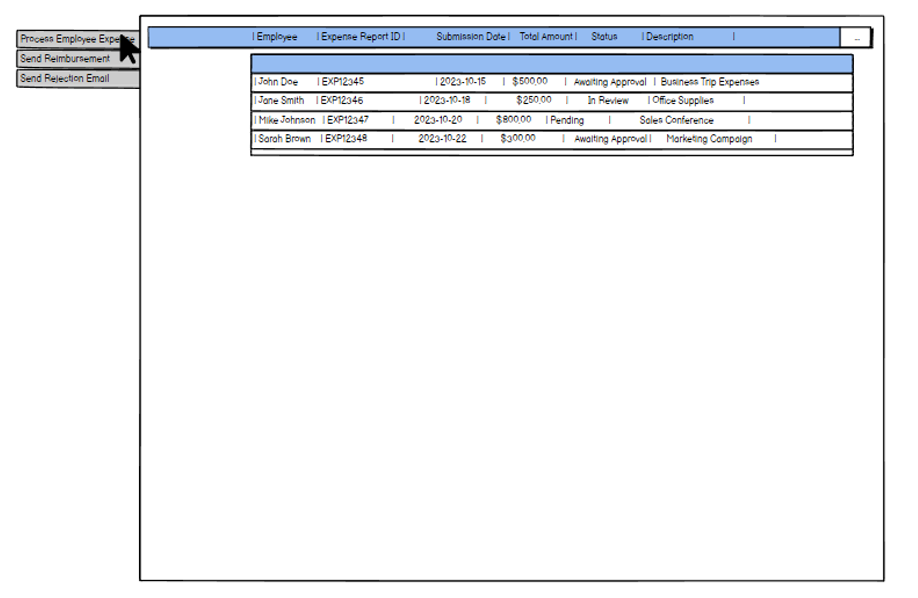 Process Employee Expense
Send Reimbursement
Send Rejection Email
| Employee | Expense Report ID | Submission Date | Total Amount | Status | Description | ...
| John Doe | EXP12345 | 2023-10-15 | $500.00 | Awaiting Approval | Business Trip Expenses
| Jane Smith | EXP12346 | 2023-10-18 | $250.00 | In Review | Office Supplies |
| Mike Johnson | EXP12347 | 2023-10-20 | $800.00 | Pending | Sales Conference |
| Sarah Brown | EXP12348 | 2023-10-22 | $300.00 | Awaiting Approval | Marketing Campaign |